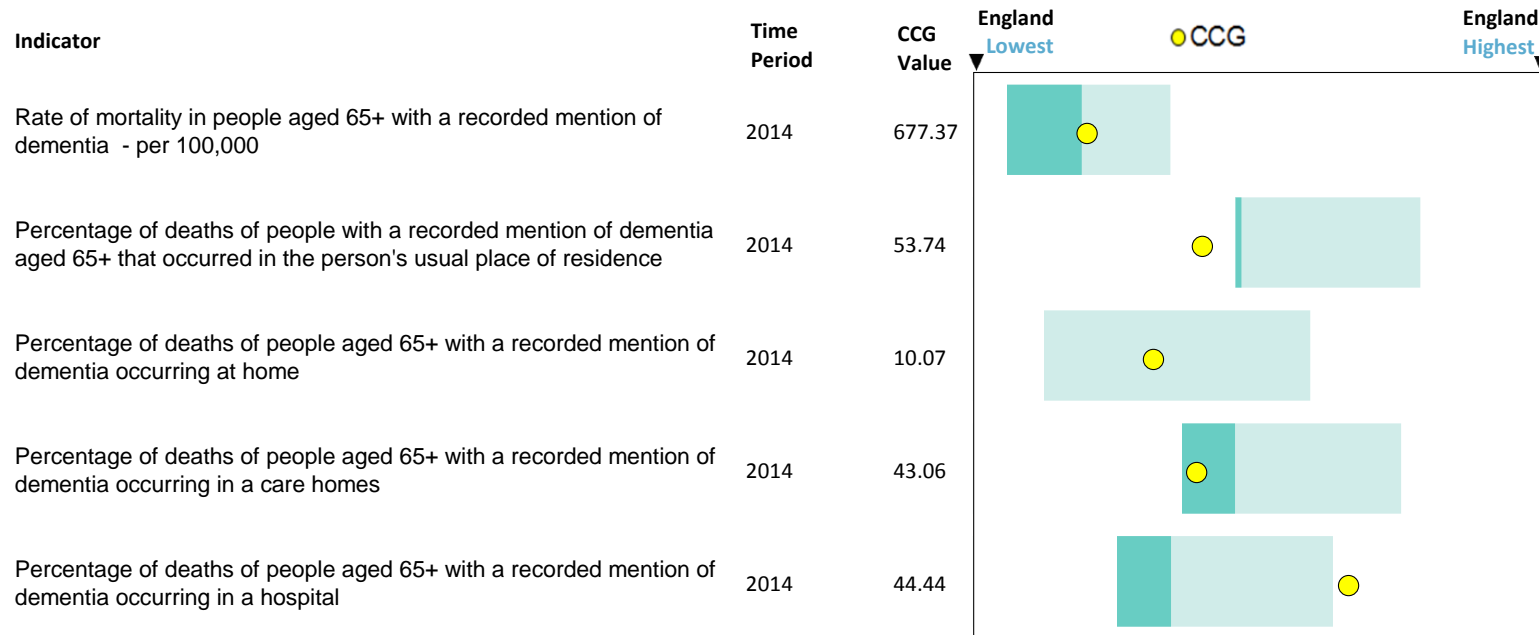 Indicator
Time
Period
CCG
Value
England
Lowest
CCG
England
Highest
Rate of mortality in people aged 65+ with a recorded mention of
dementia - per 100,000
2014
677.37
Percentage of deaths of people with a recorded mention of dementia
aged 65+ that occurred in the person's usual place of residence
2014
53.74
Percentage of deaths of people aged 65+ with a recorded mention of
dementia occurring at home
2014
10.07
Percentage of deaths of people aged 65+ with a recorded mention of
dementia occurring in a care homes
2014
43.06
Percentage of deaths of people aged 65+ with a recorded mention of
dementia occurring in a hospital
2014
44.44